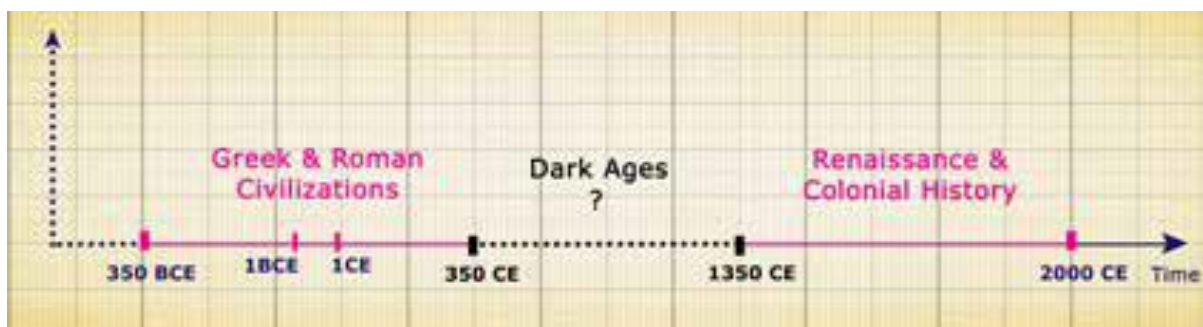 Greek & Roman
Civilizations
Dark Ages
?
Renaissance &
Colonial History
350 BCE
1BCE
1CE
350 CE
1350 CE
2000 CE
Time